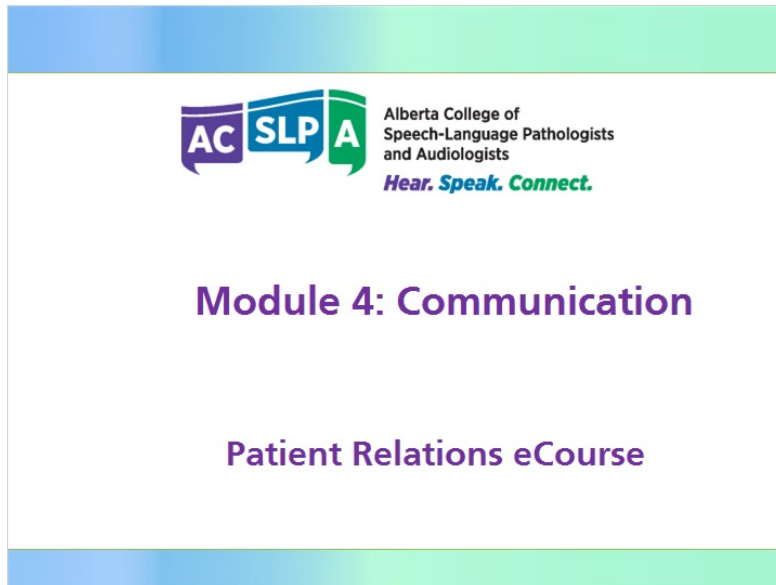 AC SLP A
Alberta College of
Speech-Language Pathologists
and Audiologists
Hear. Speak. Connect.
Module 4: Communication
Patient Relations eCourse